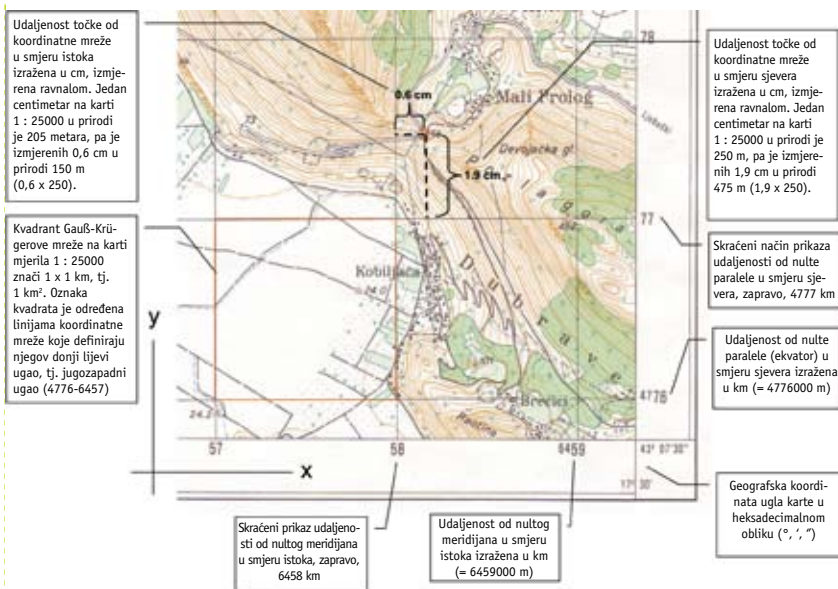 Udaljenost točke od
koordinatne mreže
u smjeru istoka
izražena u cm, izmje-
rena ravnalom. Jedan
centimetar na karti
1 : 25000 u prirodi
je 205 metara, pa je
izmjerenih 0,6 cm u
prirodi 150 m
(0,6 x 250).
Kvadrant Gauß-Krü-
gerove mreže na karti
mjerila 1 : 25000
znači 1 x 1 km, tj.
1 km². Oznaka
kvadrata je određena
linijama koordinatne
mreže koje definiraju
njegov donji lijevi
ugao, tj. jugozapadni
ugao (4776-6457)
y
x
0.6 cm
1.9 cm
Mali Prolog
Devojačka gl.
Pola gora
Kobiljača
24.0
Dubrave
Brečići
24.2
78
77
4776
57
58
6459
43° 07'30"
17° 30'
Udaljenost točke od
koordinatne mreže
u smjeru sjevera
izražena u cm, izmje-
rena ravnalom. Jedan
centimetar na karti
1 : 25000 u prirodi je
250 m, pa je izmjere-
nih 1,9 cm u prirodi
475 m (1,9 x 250).
Skraćeni način prikaza
udaljenosti od nulte
paralele u smjeru sje-
vera, zapravo, 4777 km
Udaljenost od nulte
paralele (ekvator) u
smjeru sjevera izražena
u km (= 4776000 m)
Geografska koordi-
nata ugla karte u
heksadecimalnom
obliku (°, ‘, “)
Skraćeni prikaz udaljeno-
sti od nultog meridijana
u smjeru istoka, zapravo,
6458 km
Udaljenost od nultog
meridijana u smjeru
istoka izražena u km
(= 6459000 m)